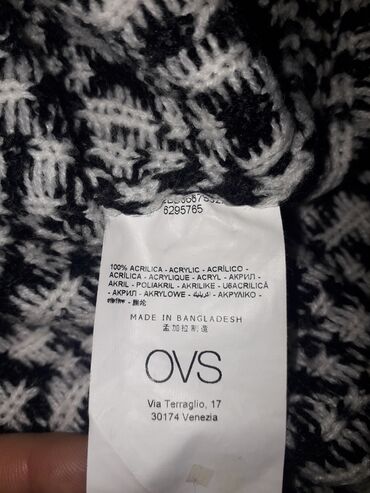 6295765
100% ACRILICA - ACRYLIC - ACRÍLICO -
ACRÍLICA - ACRYLIQUE - ACRYL - АКРИЛ -
AKRIL - POLIAKRIL - AKRILIKE -
- АКРИЛ - AKRYLOWE - - ΑΚΡΥΛΙΚΟ -
MADE IN BANGLADESH
孟加拉制造
OVS
Via Terraglio, 17
30174 Venezia